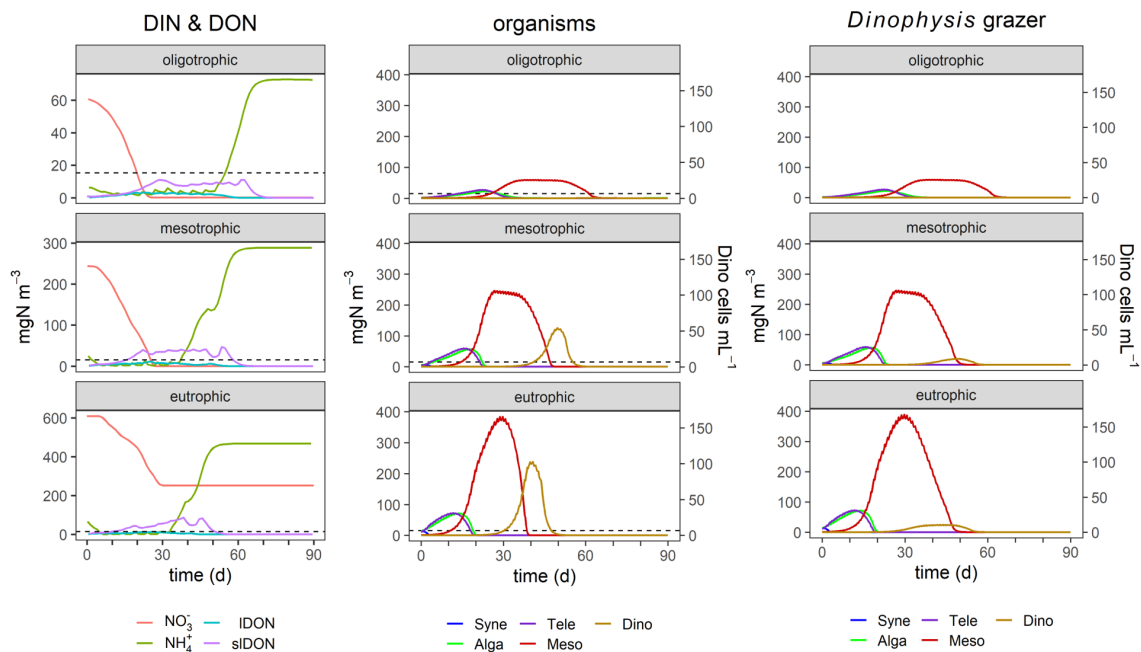 DIN & DON
oligotrophic
60
40
20
0
mesotrophic
300
200
100
0
eutrophic
600
400
200
0
0 30 60 90
mgN m⁻³
time (d)
NO₃⁻ lDON
NH₄⁺ slDON
organisms
oligotrophic
400
300
200
100
0
150
100
50
0
mesotrophic
400
300
200
100
0
150
100
50
0
eutrophic
400
300
200
100
0
150
100
50
0
0 30 60 90
mgN m⁻³
Dino cells mL⁻¹
time (d)
Syne Tele Dino
Alga Meso
Dinophysis grazer
oligotrophic
400
300
200
100
0
150
100
50
0
mesotrophic
400
300
200
100
0
150
100
50
0
eutrophic
400
300
200
100
0
150
100
50
0
0 30 60 90
mgN m⁻³
Dino cells mL⁻¹
time (d)
Syne Tele Dino
Alga Meso